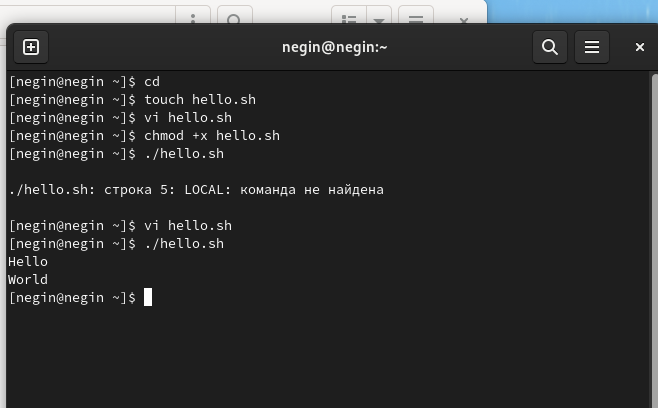 negin@negin:~
[negin@negin ~]$ cd
[negin@negin ~]$ touch hello.sh
[negin@negin ~]$ vi hello.sh
[negin@negin ~]$ chmod +x hello.sh
[negin@negin ~]$ ./hello.sh
./hello.sh: строка 5: LOCAL: команда не найдена
[negin@negin ~]$ vi hello.sh
[negin@negin ~]$ ./hello.sh
Hello
World
[negin@negin ~]$